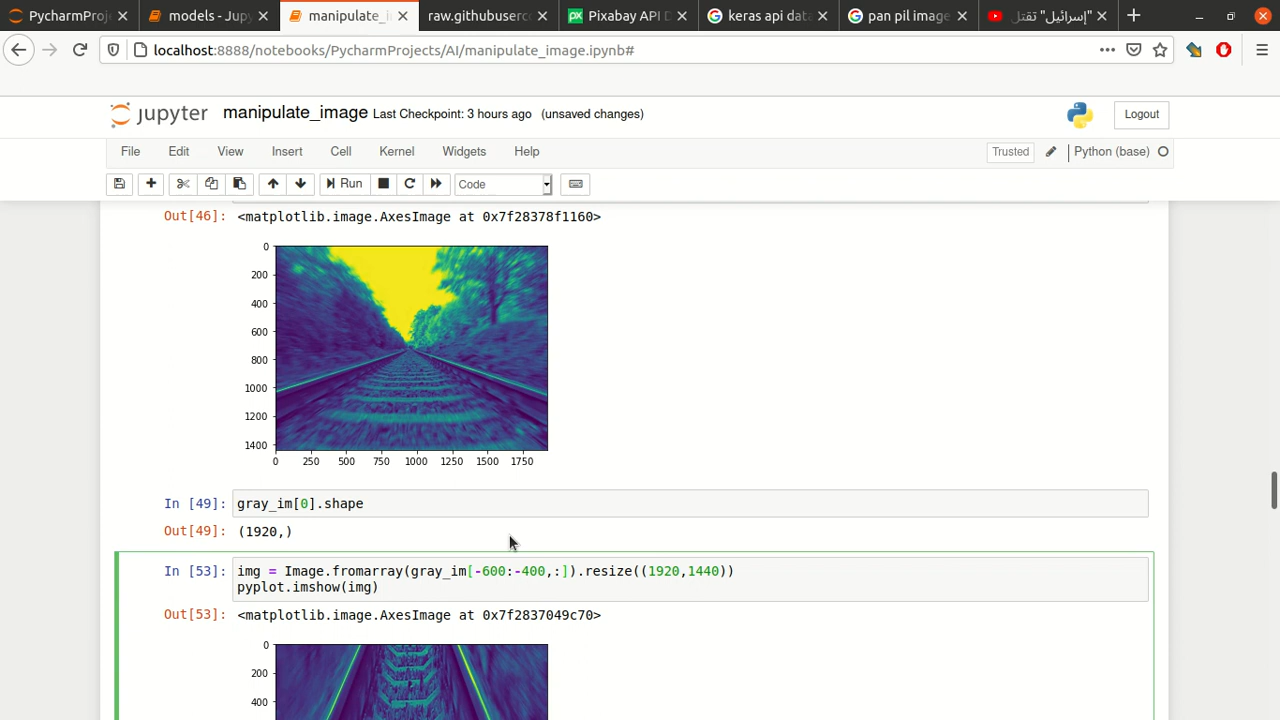 PycharmProj
models - Jup
manipulate_i
raw.githubuserc
Pixabay API D
keras api data
pan pil image
"إسرائيل" تقتل
localhost:8888/notebooks/PycharmProjects/AI/manipulate_image.ipynb#
jupyter manipulate_image Last Checkpoint: 3 hours ago (unsaved changes)
Logout
File Edit View Insert Cell Kernel Widgets Help
Trusted Python (base)
Run Code
Out[46]: <matplotlib.image.AxesImage at 0x7f28378f1160>
0
200
400
600
800
1000
1200
1400
0 250 500 750 1000 1250 1500 1750
In [49]: gray_im[0].shape
Out[49]: (1920,)
In [53]: img = Image.fromarray(gray_im[-600:-400,:]).resize((1920,1440))
pyplot.imshow(img)
Out[53]: <matplotlib.image.AxesImage at 0x7f2837049c70>
0
200
400